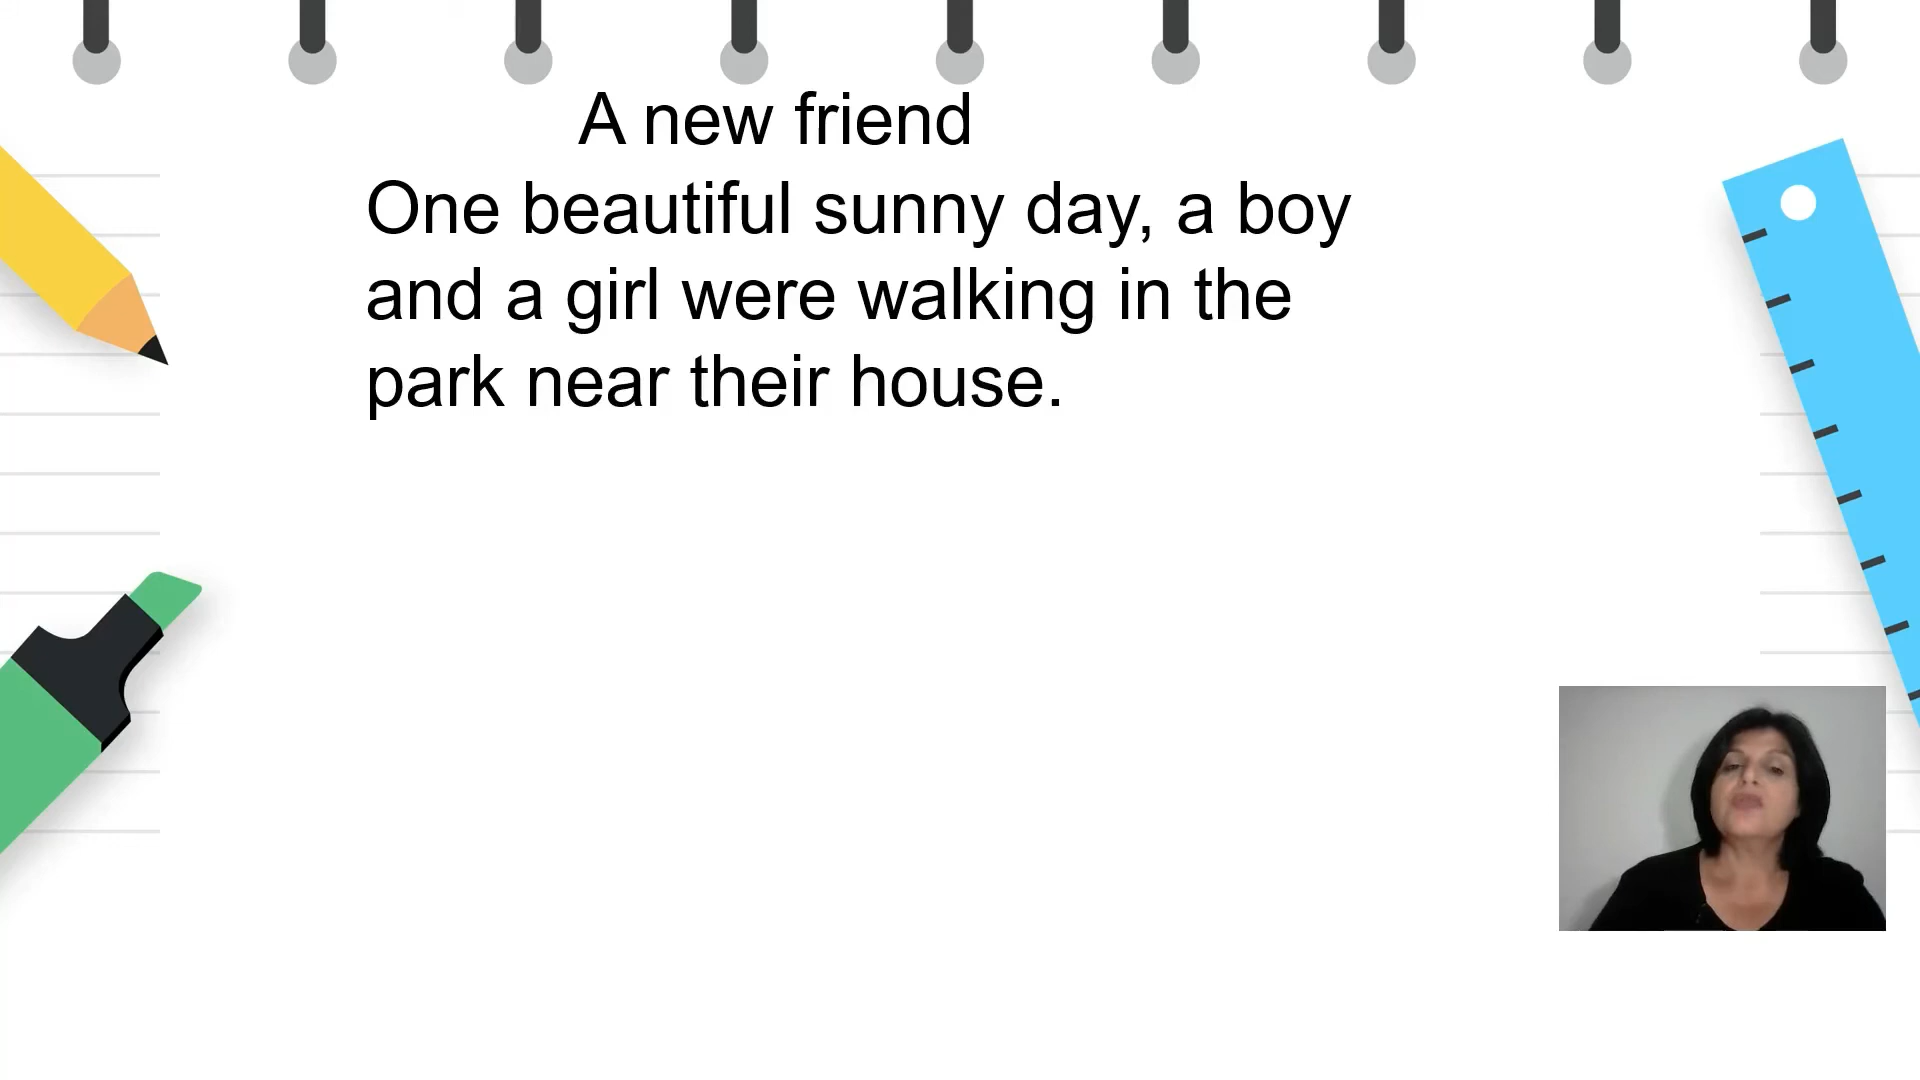 A new friend
One beautiful sunny day, a boy
and a girl were walking in the
park near their house.